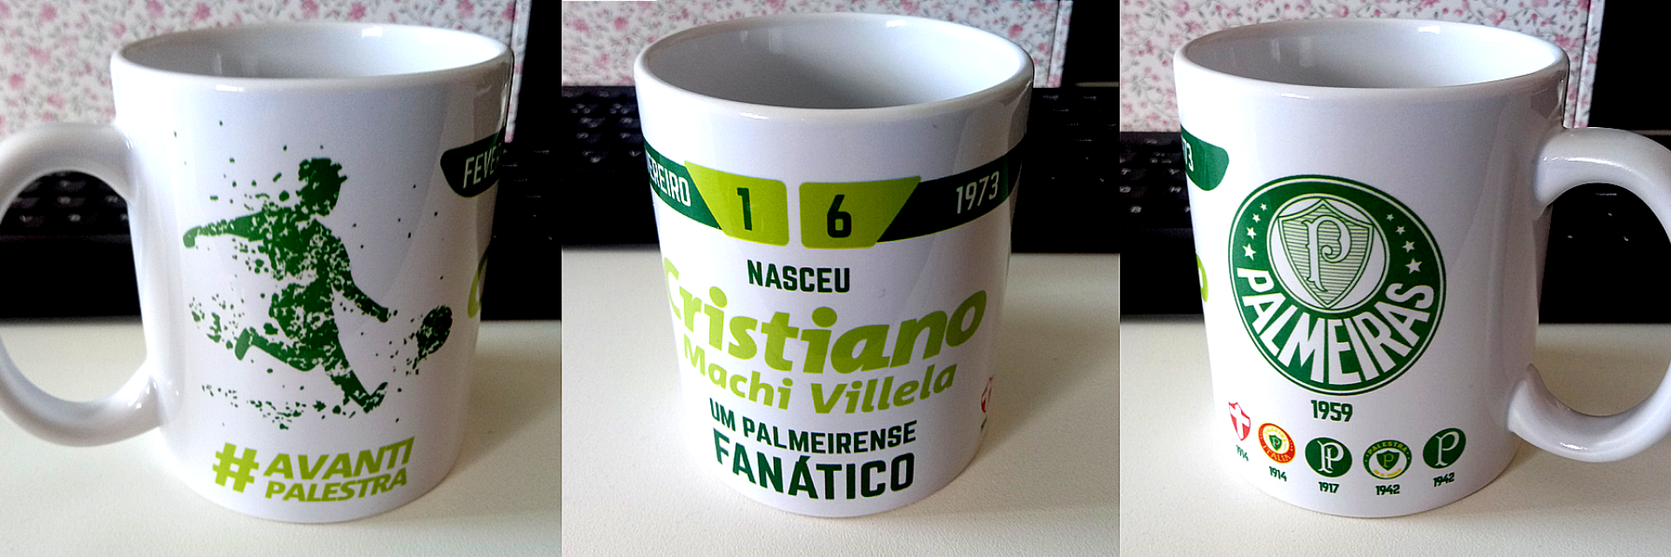 #AVANTI
PALESTRA
FEVE
EREIRO 1 6 1973
NASCEU
Cristiano
Machi Villela
UM PALMEIRENSE
FANÁTICO
73
P
PALMEIRAS
1959
1914
1914
1917
1942
1942